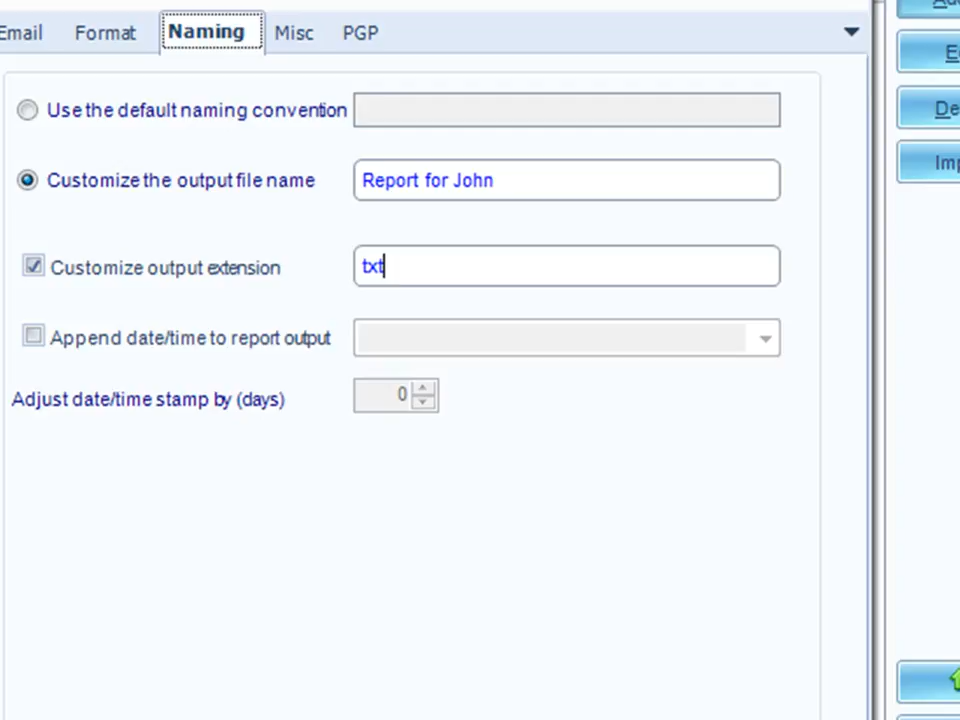 Email Format Naming Misc PGP
Use the default naming convention
Customize the output file name Report for John
Customize output extension txt
Append date/time to report output
Adjust date/time stamp by (days) 0